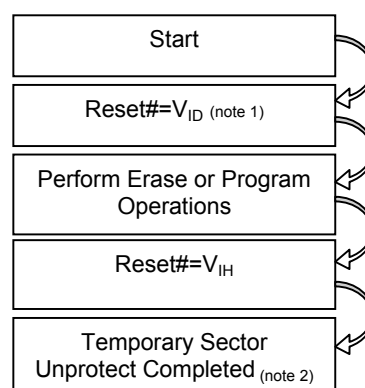 Start
Reset#=VID (note 1)
Perform Erase or Program
Operations
Reset#=VIH
Temporary Sector
Unprotect Completed (note 2)